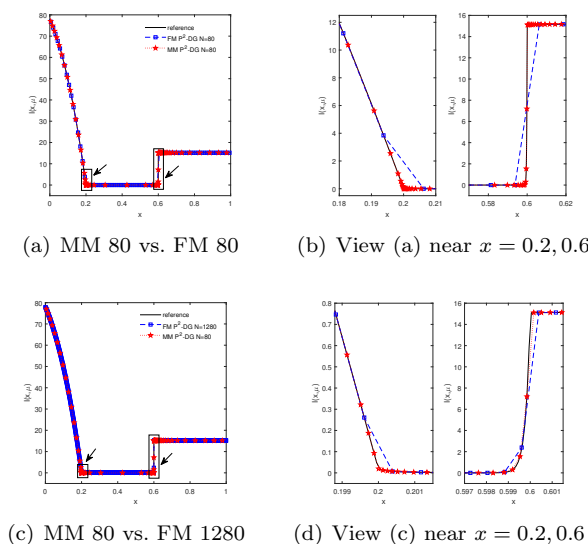 80
70
60
50
40
30
20
10
0
I(x,μ)
reference
FM P²-DG N=80
MM P²-DG N=80
0 0.2 0.4 0.6 0.8 1
x
12
10
8
6
4
2
0
I(x,μ)
0.18 0.19 0.2 0.21
x
16
14
12
10
8
6
4
2
0
I(x,μ)
0.58 0.6 0.62
x
(a) MM 80 vs. FM 80
(b) View (a) near x = 0.2, 0.6
80
70
60
50
40
30
20
10
0
I(x,μ)
reference
FM P²-DG N=1280
MM P²-DG N=80
0 0.2 0.4 0.6 0.8 1
x
0.8
0.7
0.6
0.5
0.4
0.3
0.2
0.1
0
I(x,μ)
0.199 0.2 0.201
x
16
14
12
10
8
6
4
2
0
I(x,μ)
0.597 0.598 0.599 0.6 0.601
x
(c) MM 80 vs. FM 1280
(d) View (c) near x = 0.2, 0.6